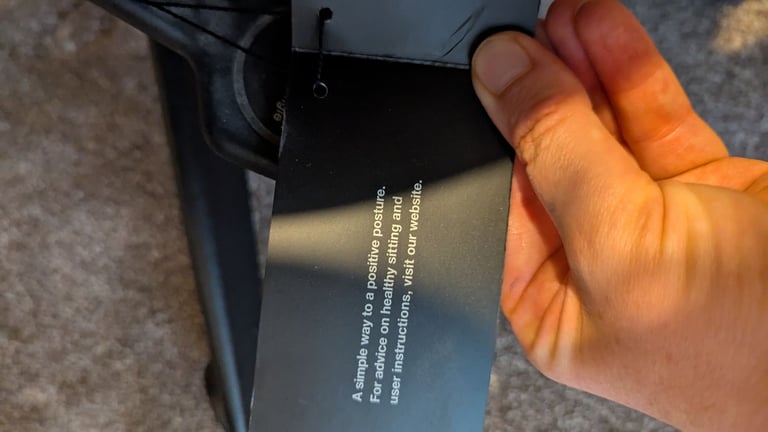 A simple way to a positive posture.
For advice on healthy sitting and
user instructions, visit our website.